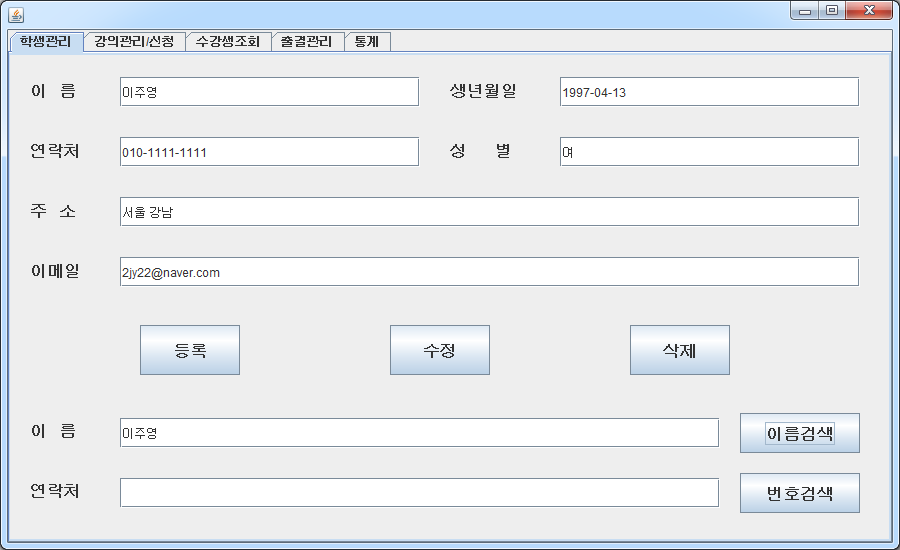 학생관리 강의관리/신청 수강생조회 출결관리 통계
이 름 이주영 생년월일 1997-04-13
연락처 010-1111-1111 성 별 여
주 소 서울 강남
이메일 2jy22@naver.com
등록 수정 삭제
이 름 이주영 이름검색
연락처 번호검색